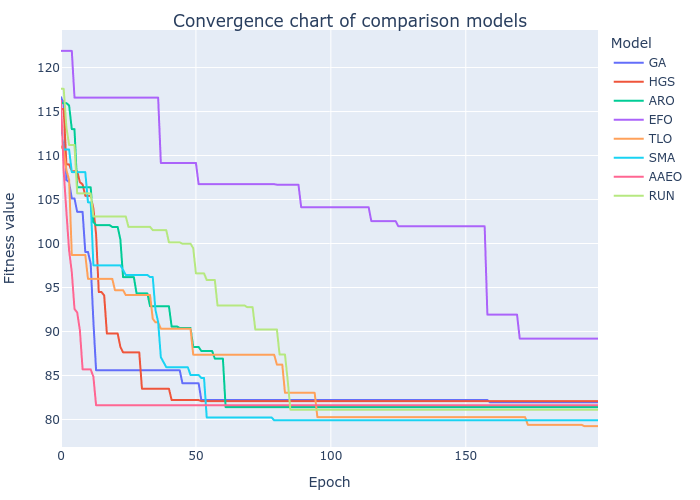 Convergence chart of comparison models
Model
GA
HGS
ARO
EFO
TLO
SMA
AAEO
RUN
Fitness value
120
115
110
105
100
95
90
85
80
0
50
100
150
Epoch